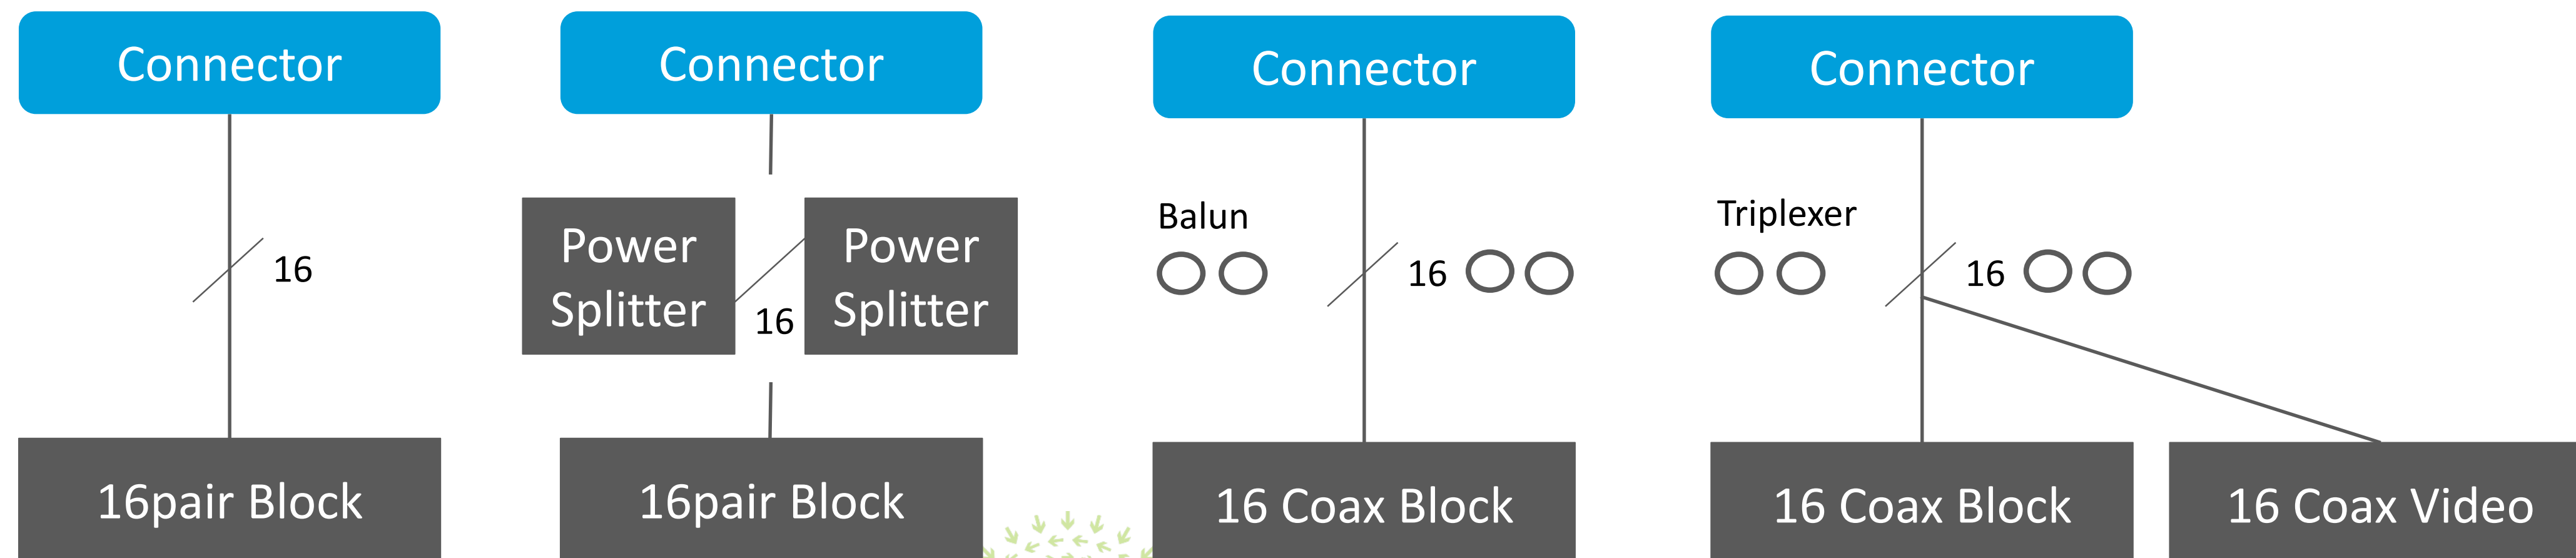 Connector
16
16pair Block
Connector
Power
Splitter
16
Power
Splitter
16pair Block
Connector
Balun
16
16 Coax Block
Connector
Triplexer
16
16 Coax Block
16 Coax Video